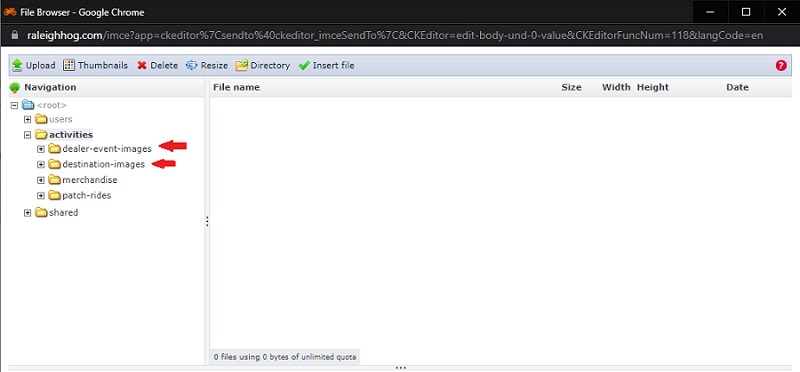 File Browser - Google Chrome
raleighhog.com/imce?app=ckeditor%7Csendto%40ckeditor_imceSendTo%7C&CKEditor=edit-body-und-0-value&CKEditorFuncNum=118&langCode=en
Upload Thumbnails Delete Resize Directory Insert file ?
Navigation File name Size Width Height Date
<root>
users
activities
dealer-event-images
destination-images
merchandise
patch-rides
shared
0 files using 0 bytes of unlimited quota